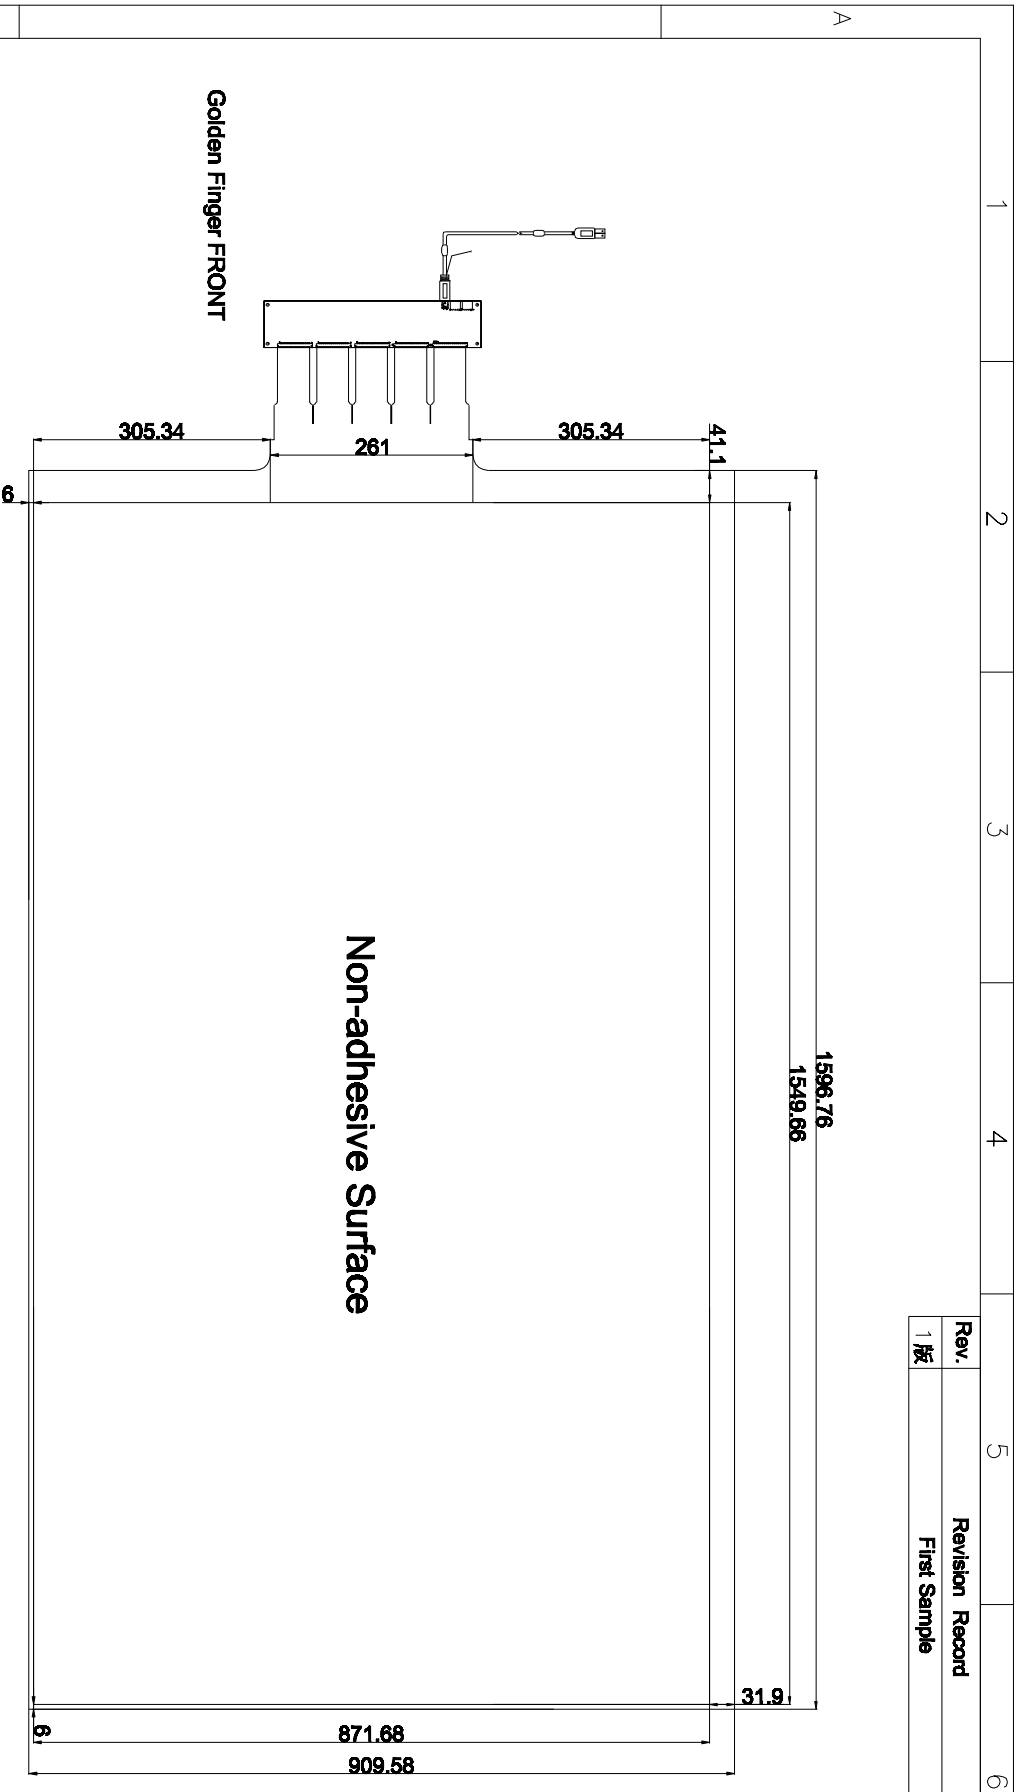 A
1
2
3
4
5
6
Rev.
Revision Record
1版
First Sample
Golden Finger FRONT
305.34
261
305.34
41.1
6
1596.76
1549.66
Non-adhesive Surface
31.9
6
871.68
909.58